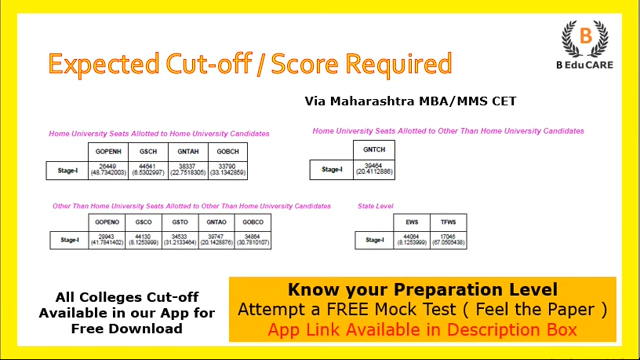 B
B EduCARE
Expected Cut-off / Score Required
Via Maharashtra MBA/MMS CET
Home University Seats Allotted to Home University Candidates
GOPENH GSCH GNTAH GOBCH
Stage-I 26449 44641 38337 33790
(48.7342003) (6.5302997) (22.7518305) (33.1342859)
Home University Seats Allotted to Other Than Home University Candidates
GNTCH
Stage-I 39464
(20.4112886)
Other Than Home University Seats Allotted to Other Than Home University Candidates
GOPENO GSCO GSTO GNTAO GOBCO
Stage-I 29943 44130 34533 39747 34864
(41.7841402) (8.1253999) (31.2133464) (20.1428876) (30.7810107)
State Level
EWS TFWS
Stage-I 44064 17046
(8.1253999) (67.0595438)
All Colleges Cut-off
Available in our App for
Free Download
Know your Preparation Level
Attempt a FREE Mock Test ( Feel the Paper )
App Link Available in Description Box